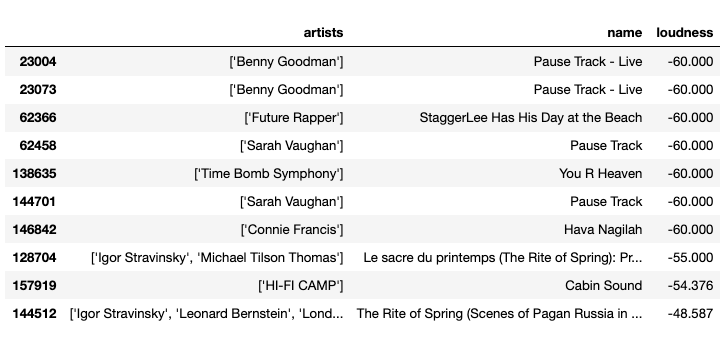 artists name loudness
23004 ['Benny Goodman'] Pause Track - Live -60.000
23073 ['Benny Goodman'] Pause Track - Live -60.000
62366 ['Future Rapper'] StaggerLee Has His Day at the Beach -60.000
62458 ['Sarah Vaughan'] Pause Track -60.000
138635 ['Time Bomb Symphony'] You R Heaven -60.000
144701 ['Sarah Vaughan'] Pause Track -60.000
146842 ['Connie Francis'] Hava Nagilah -60.000
128704 ['Igor Stravinsky', 'Michael Tilson Thomas'] Le sacre du printemps (The Rite of Spring): Pr... -55.000
157919 ['HI-FI CAMP'] Cabin Sound -54.376
144512 ['Igor Stravinsky', 'Leonard Bernstein', 'Lond... The Rite of Spring (Scenes of Pagan Russia in ... -48.587